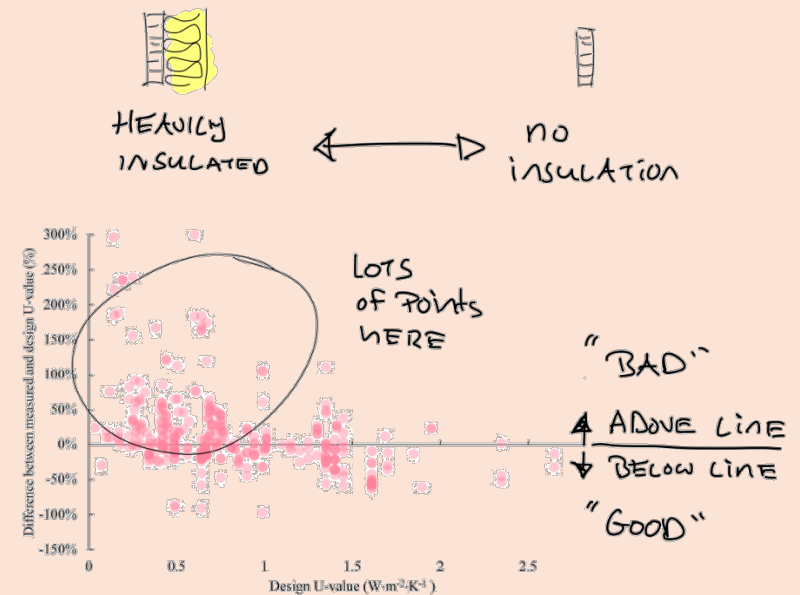 HEAVILY
INSULATED
no
insulation
300%
250%
200%
150%
100%
50%
0%
-50%
-100%
-150%
Difference between measured and design U-value (%)
0
0.5
1
1.5
2
2.5
Design U-value (W·m-2·K-1 )
LOTS
of Points
HERE
"BAD"
ABOVE LINE
BELOW LINE
"GOOD"